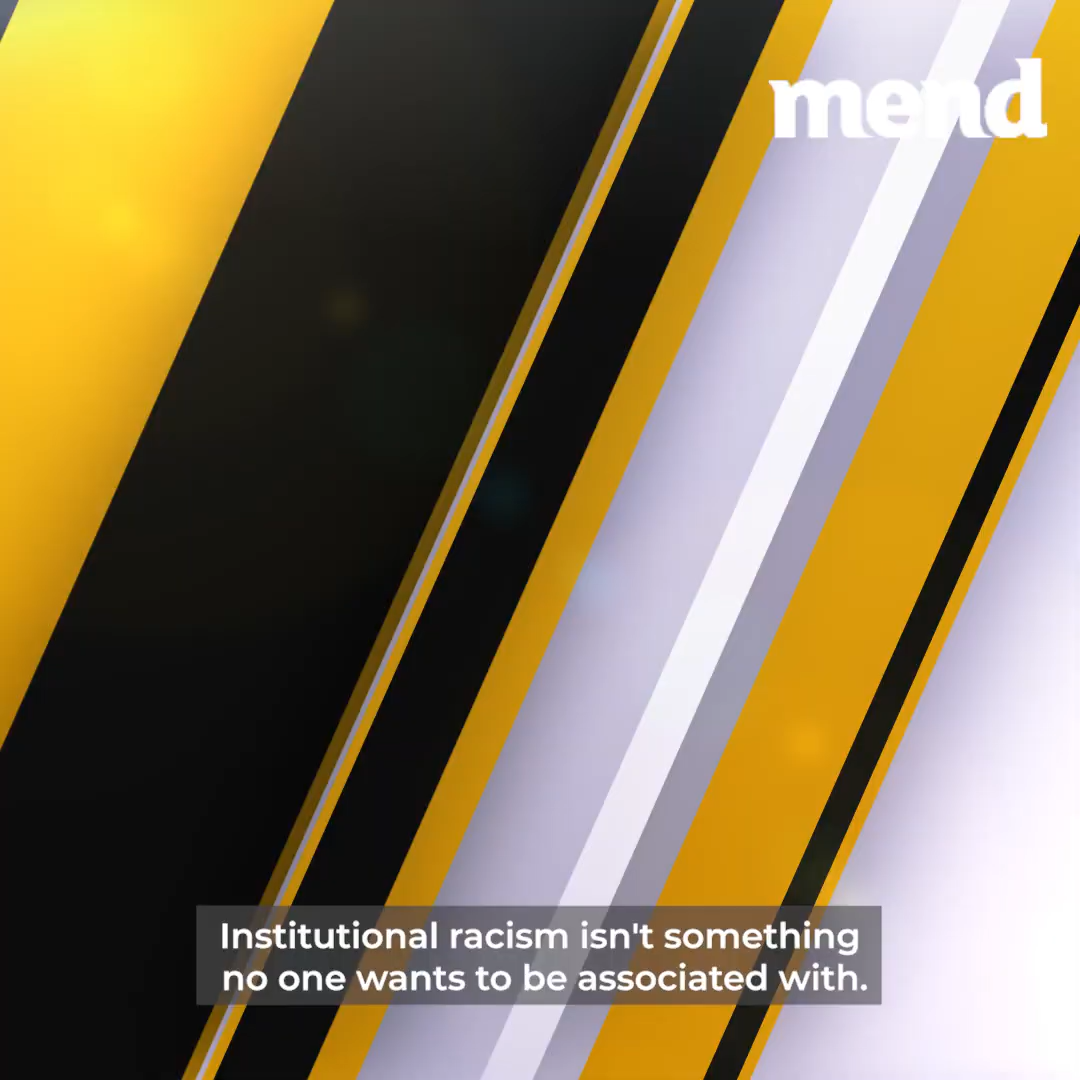 mend
Institutional racism isn't something
no one wants to be associated with.